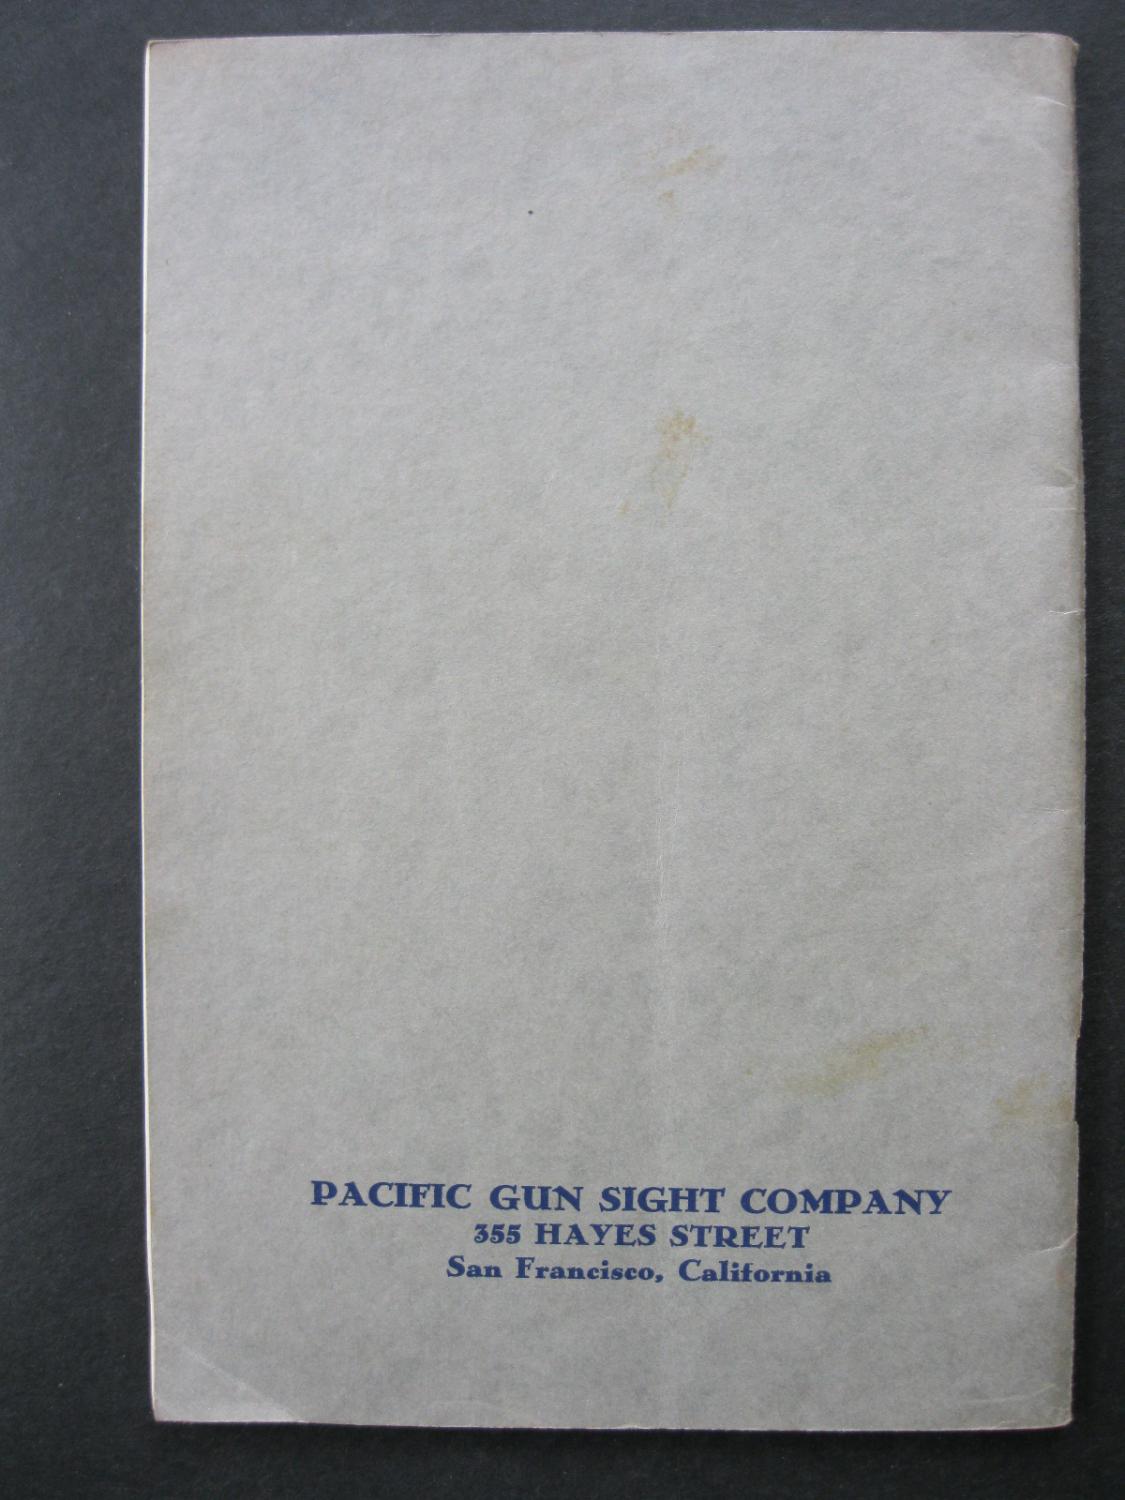 PACIFIC GUN SIGHT COMPANY
355 HAYES STREET
San Francisco, California